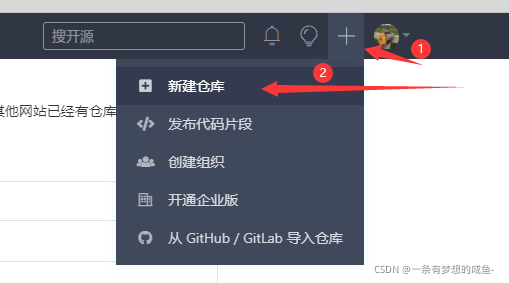 搜开源
1
2
新建仓库
其他网站已经有仓库
发布代码片段
创建组织
开通企业版
从 GitHub / GitLab 导入仓库
CSDN @一条有梦想的咸鱼-